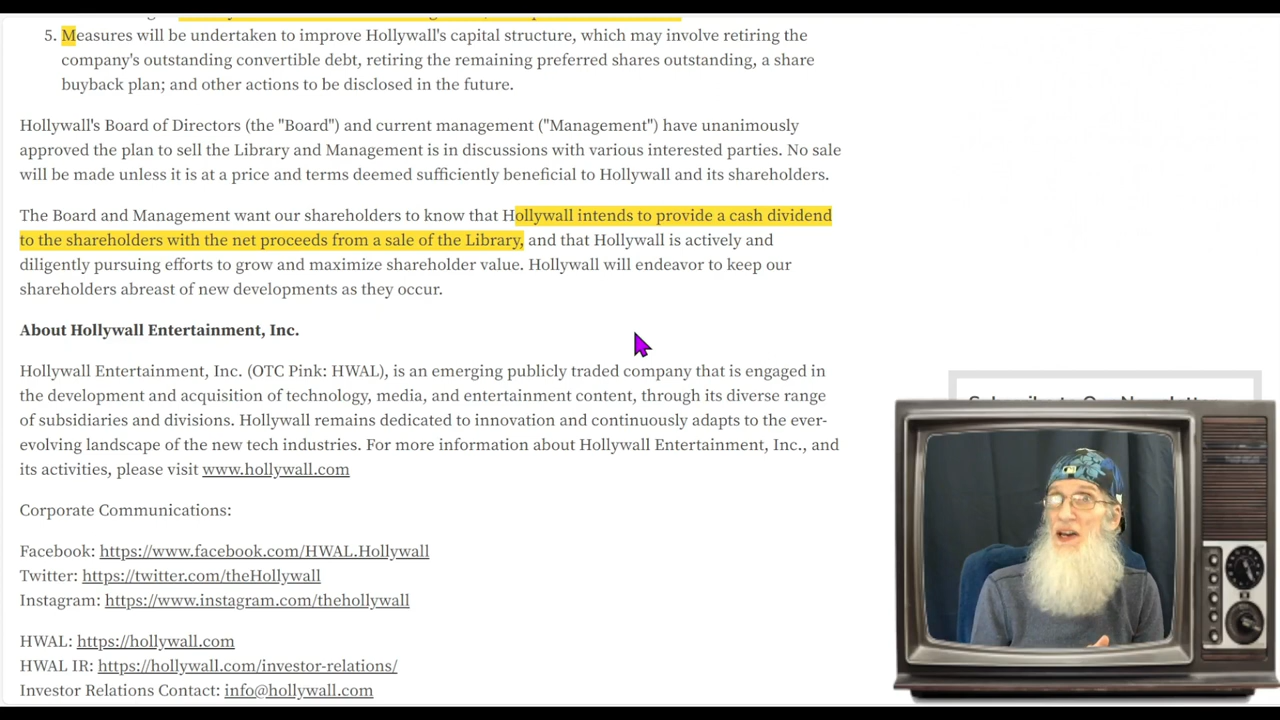 5. Measures will be undertaken to improve Hollywall's capital structure, which may involve retiring the
company's outstanding convertible debt, retiring the remaining preferred shares outstanding, a share
buyback plan; and other actions to be disclosed in the future.
Hollywall's Board of Directors (the "Board") and current management ("Management") have unanimously
approved the plan to sell the Library and Management is in discussions with various interested parties. No sale
will be made unless it is at a price and terms deemed sufficiently beneficial to Hollywall and its shareholders.
The Board and Management want our shareholders to know that Hollywall intends to provide a cash dividend
to the shareholders with the net proceeds from a sale of the Library, and that Hollywall is actively and
diligently pursuing efforts to grow and maximize shareholder value. Hollywall will endeavor to keep our
shareholders abreast of new developments as they occur.
About Hollywall Entertainment, Inc.
Hollywall Entertainment, Inc. (OTC Pink: HWAL), is an emerging publicly traded company that is engaged in
the development and acquisition of technology, media, and entertainment content, through its diverse range
of subsidiaries and divisions. Hollywall remains dedicated to innovation and continuously adapts to the ever-
evolving landscape of the new tech industries. For more information about Hollywall Entertainment, Inc., and
its activities, please visit www.hollywall.com
Corporate Communications:
Facebook: https://www.facebook.com/HWAL.Hollywall
Twitter: https://twitter.com/theHollywall
Instagram: https://www.instagram.com/thehollywall
HWAL: https://hollywall.com
HWAL IR: https://hollywall.com/investor-relations/
Investor Relations Contact: info@hollywall.com